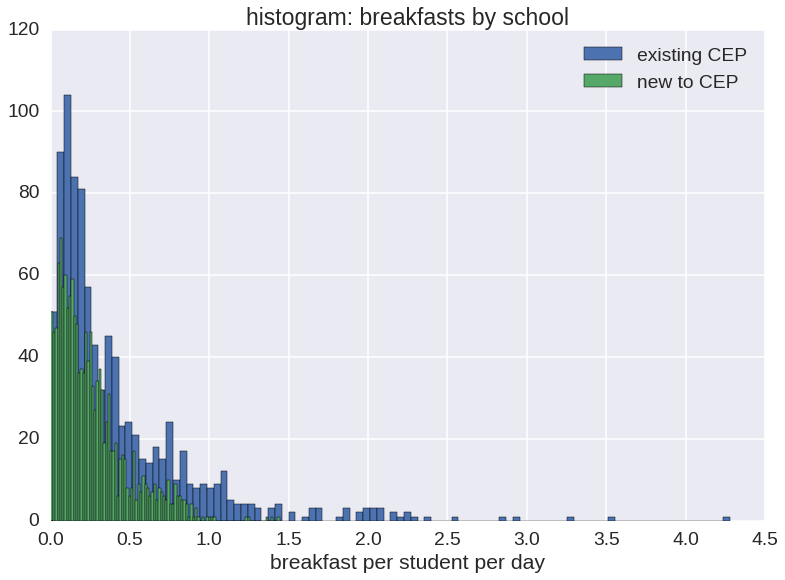 histogram: breakfasts by school
120
100
80
60
40
20
0
existing CEP
new to CEP
0.0 0.5 1.0 1.5 2.0 2.5 3.0 3.5 4.0 4.5
breakfast per student per day